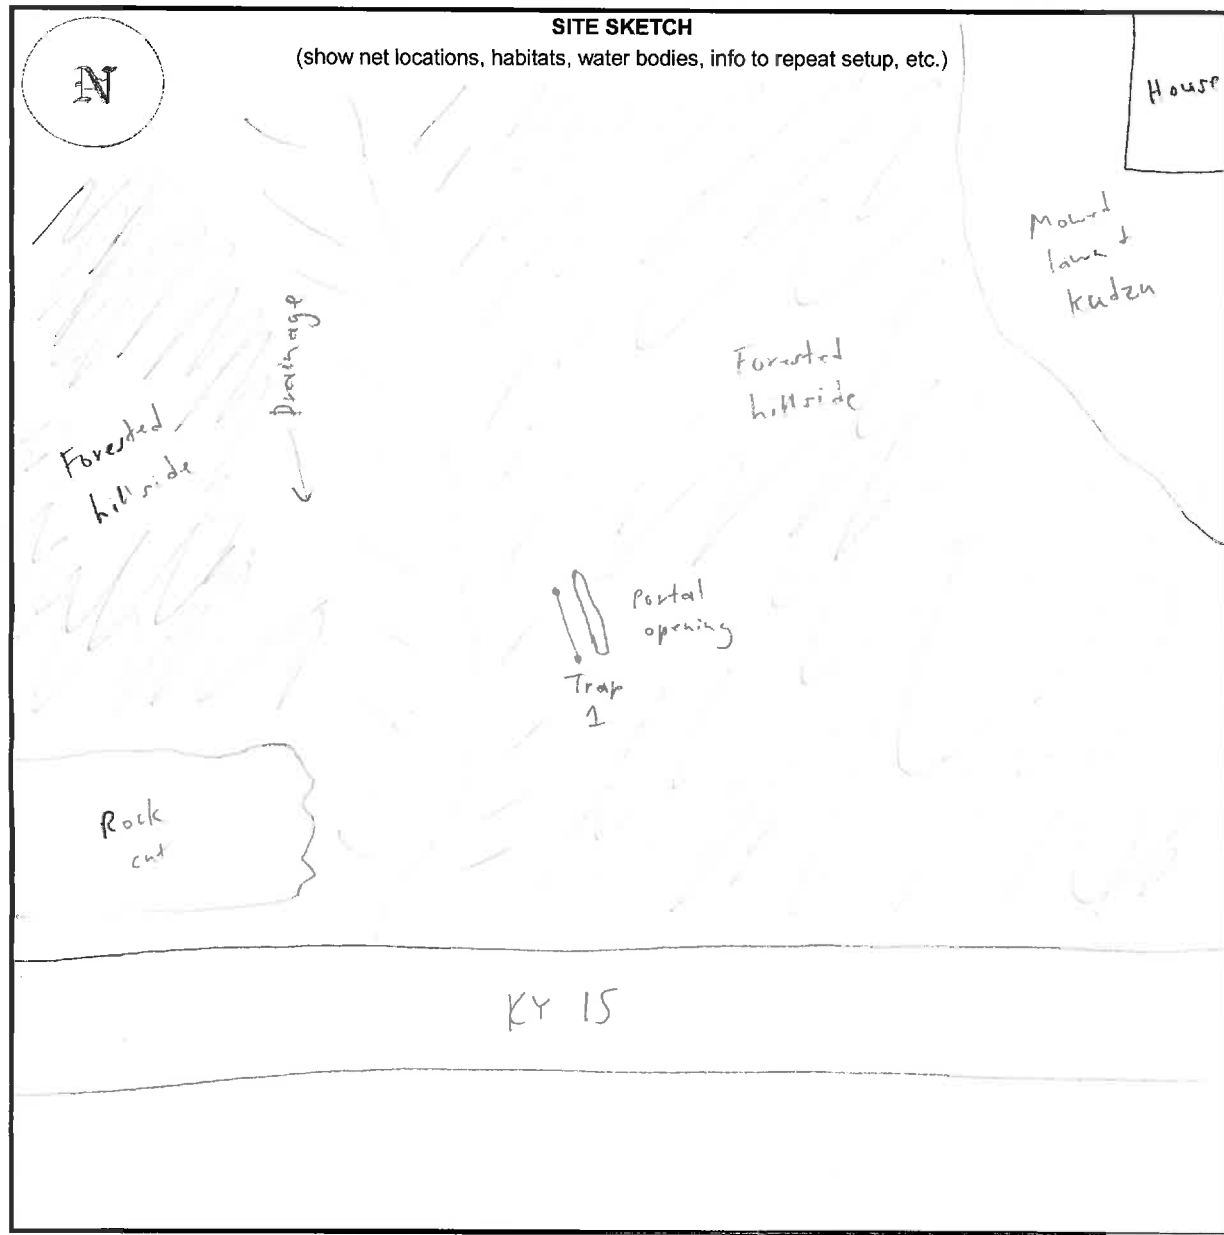 SITE SKETCH
(show net locations, habitats, water bodies, info to repeat setup, etc.)
N
House
Mowed
lawn +
kudzu
Drainage
Forested
hillside
Forested
hillside
Portal
opening
Trap
1
Rock
cut
KY 15